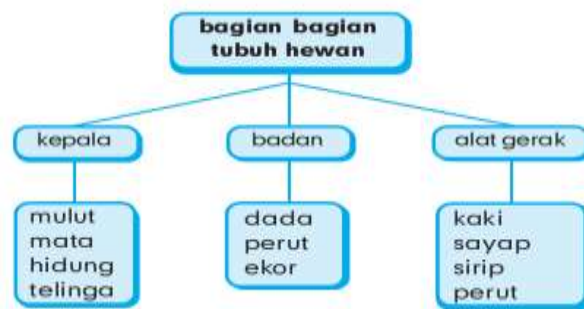 bagian bagian
tubuh hewan
kepala
badan
alat gerak
mulut
mata
hidung
telinga
dada
perut
ekor
kaki
sayap
sirip
perut